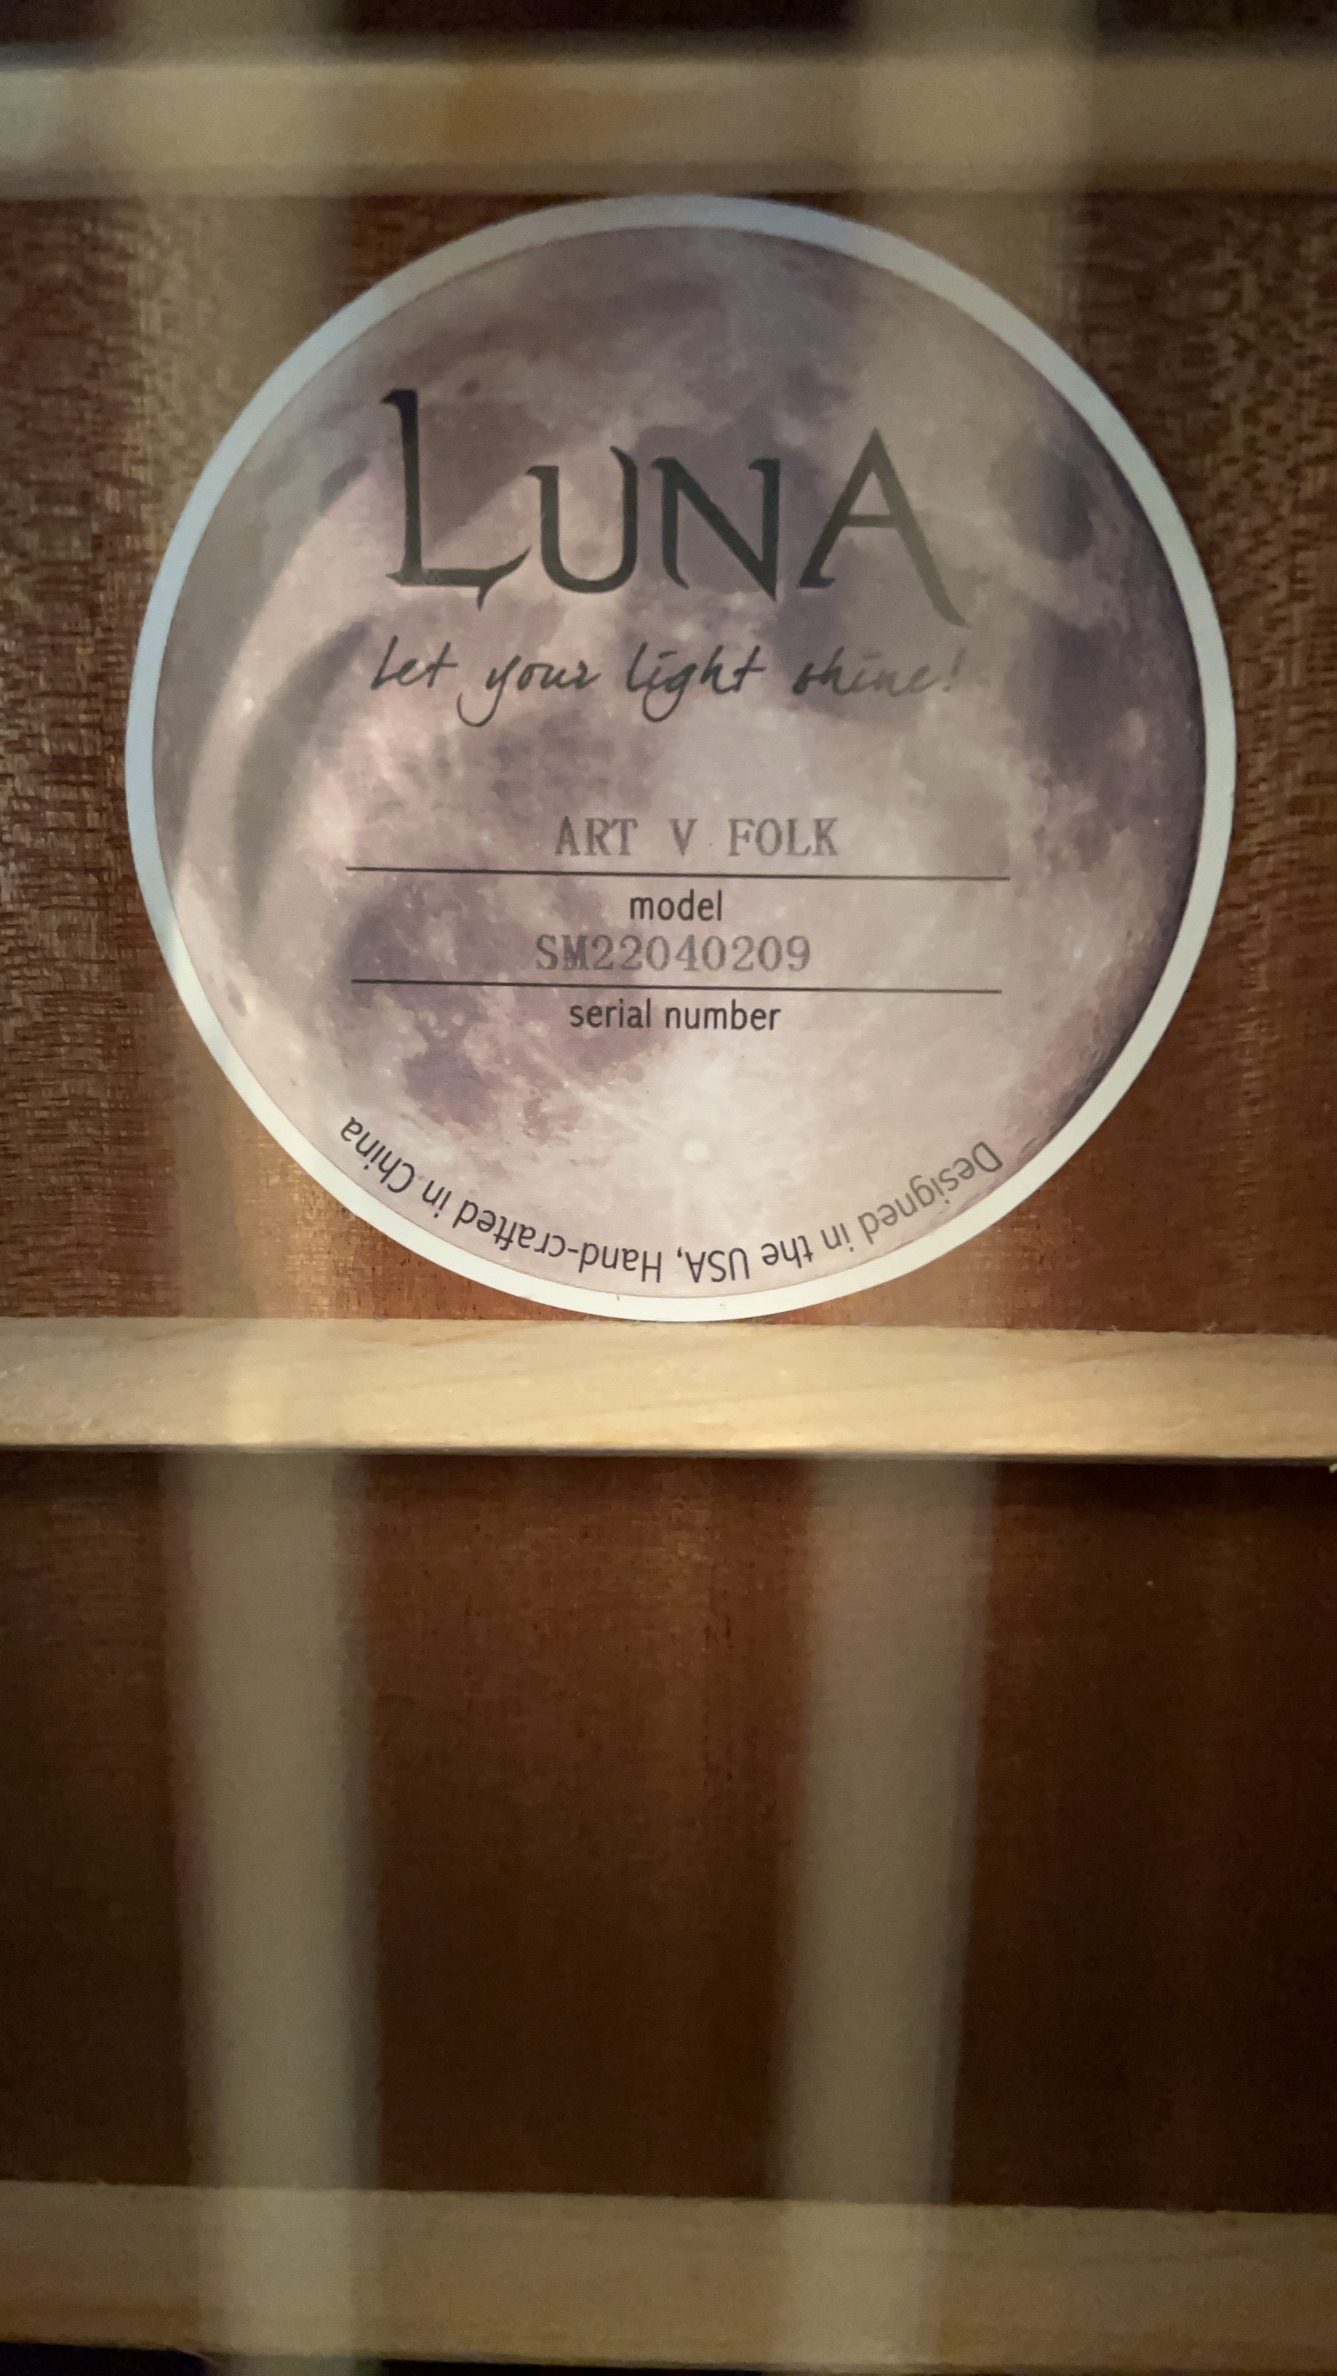 LUNA
Let your light shine!
ART V FOLK
model
SM22040209
serial number
Designed in the USA, Hand-crafted in China